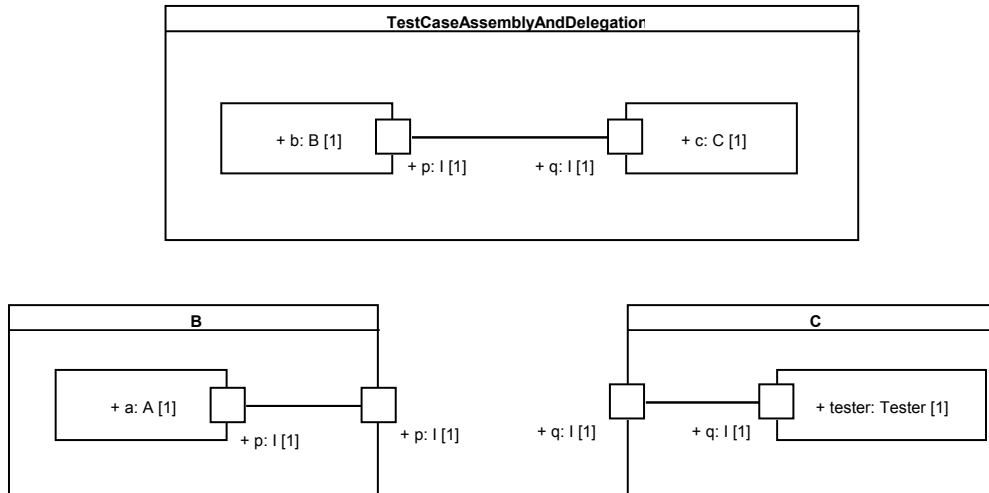 TestCaseAssemblyAndDelegation
+ b: B [1]
+ c: C [1]
+ p: I [1]
+ q: I [1]
B
C
+ a: A [1]
+ tester: Tester [1]
+ p: I [1]
+ p: I [1]
+ q: I [1]
+ q: I [1]